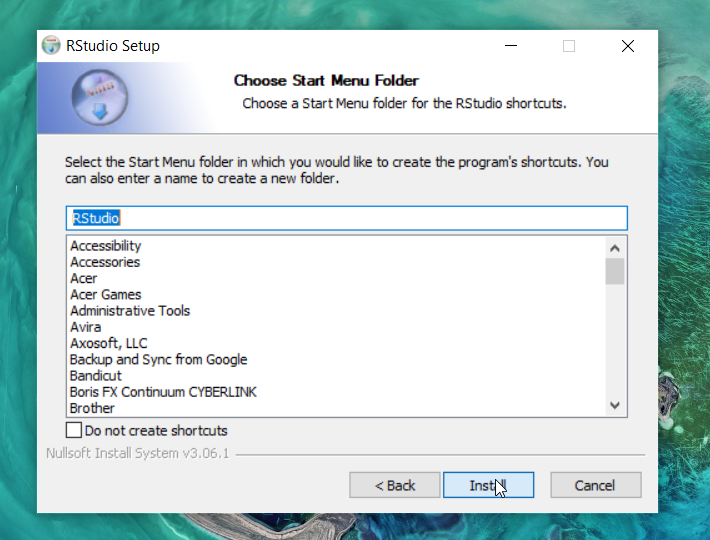 RStudio Setup
Choose Start Menu Folder
Choose a Start Menu folder for the RStudio shortcuts.
Select the Start Menu folder in which you would like to create the program's shortcuts. You
can also enter a name to create a new folder.
RStudio
Accessibility
Accessories
Acer
Acer Games
Administrative Tools
Avira
Axosoft, LLC
Backup and Sync from Google
Bandicut
Boris FX Continuum CYBERLINK
Brother
Do not create shortcuts
Nullsoft Install System v3.06.1
< Back
Install
Cancel